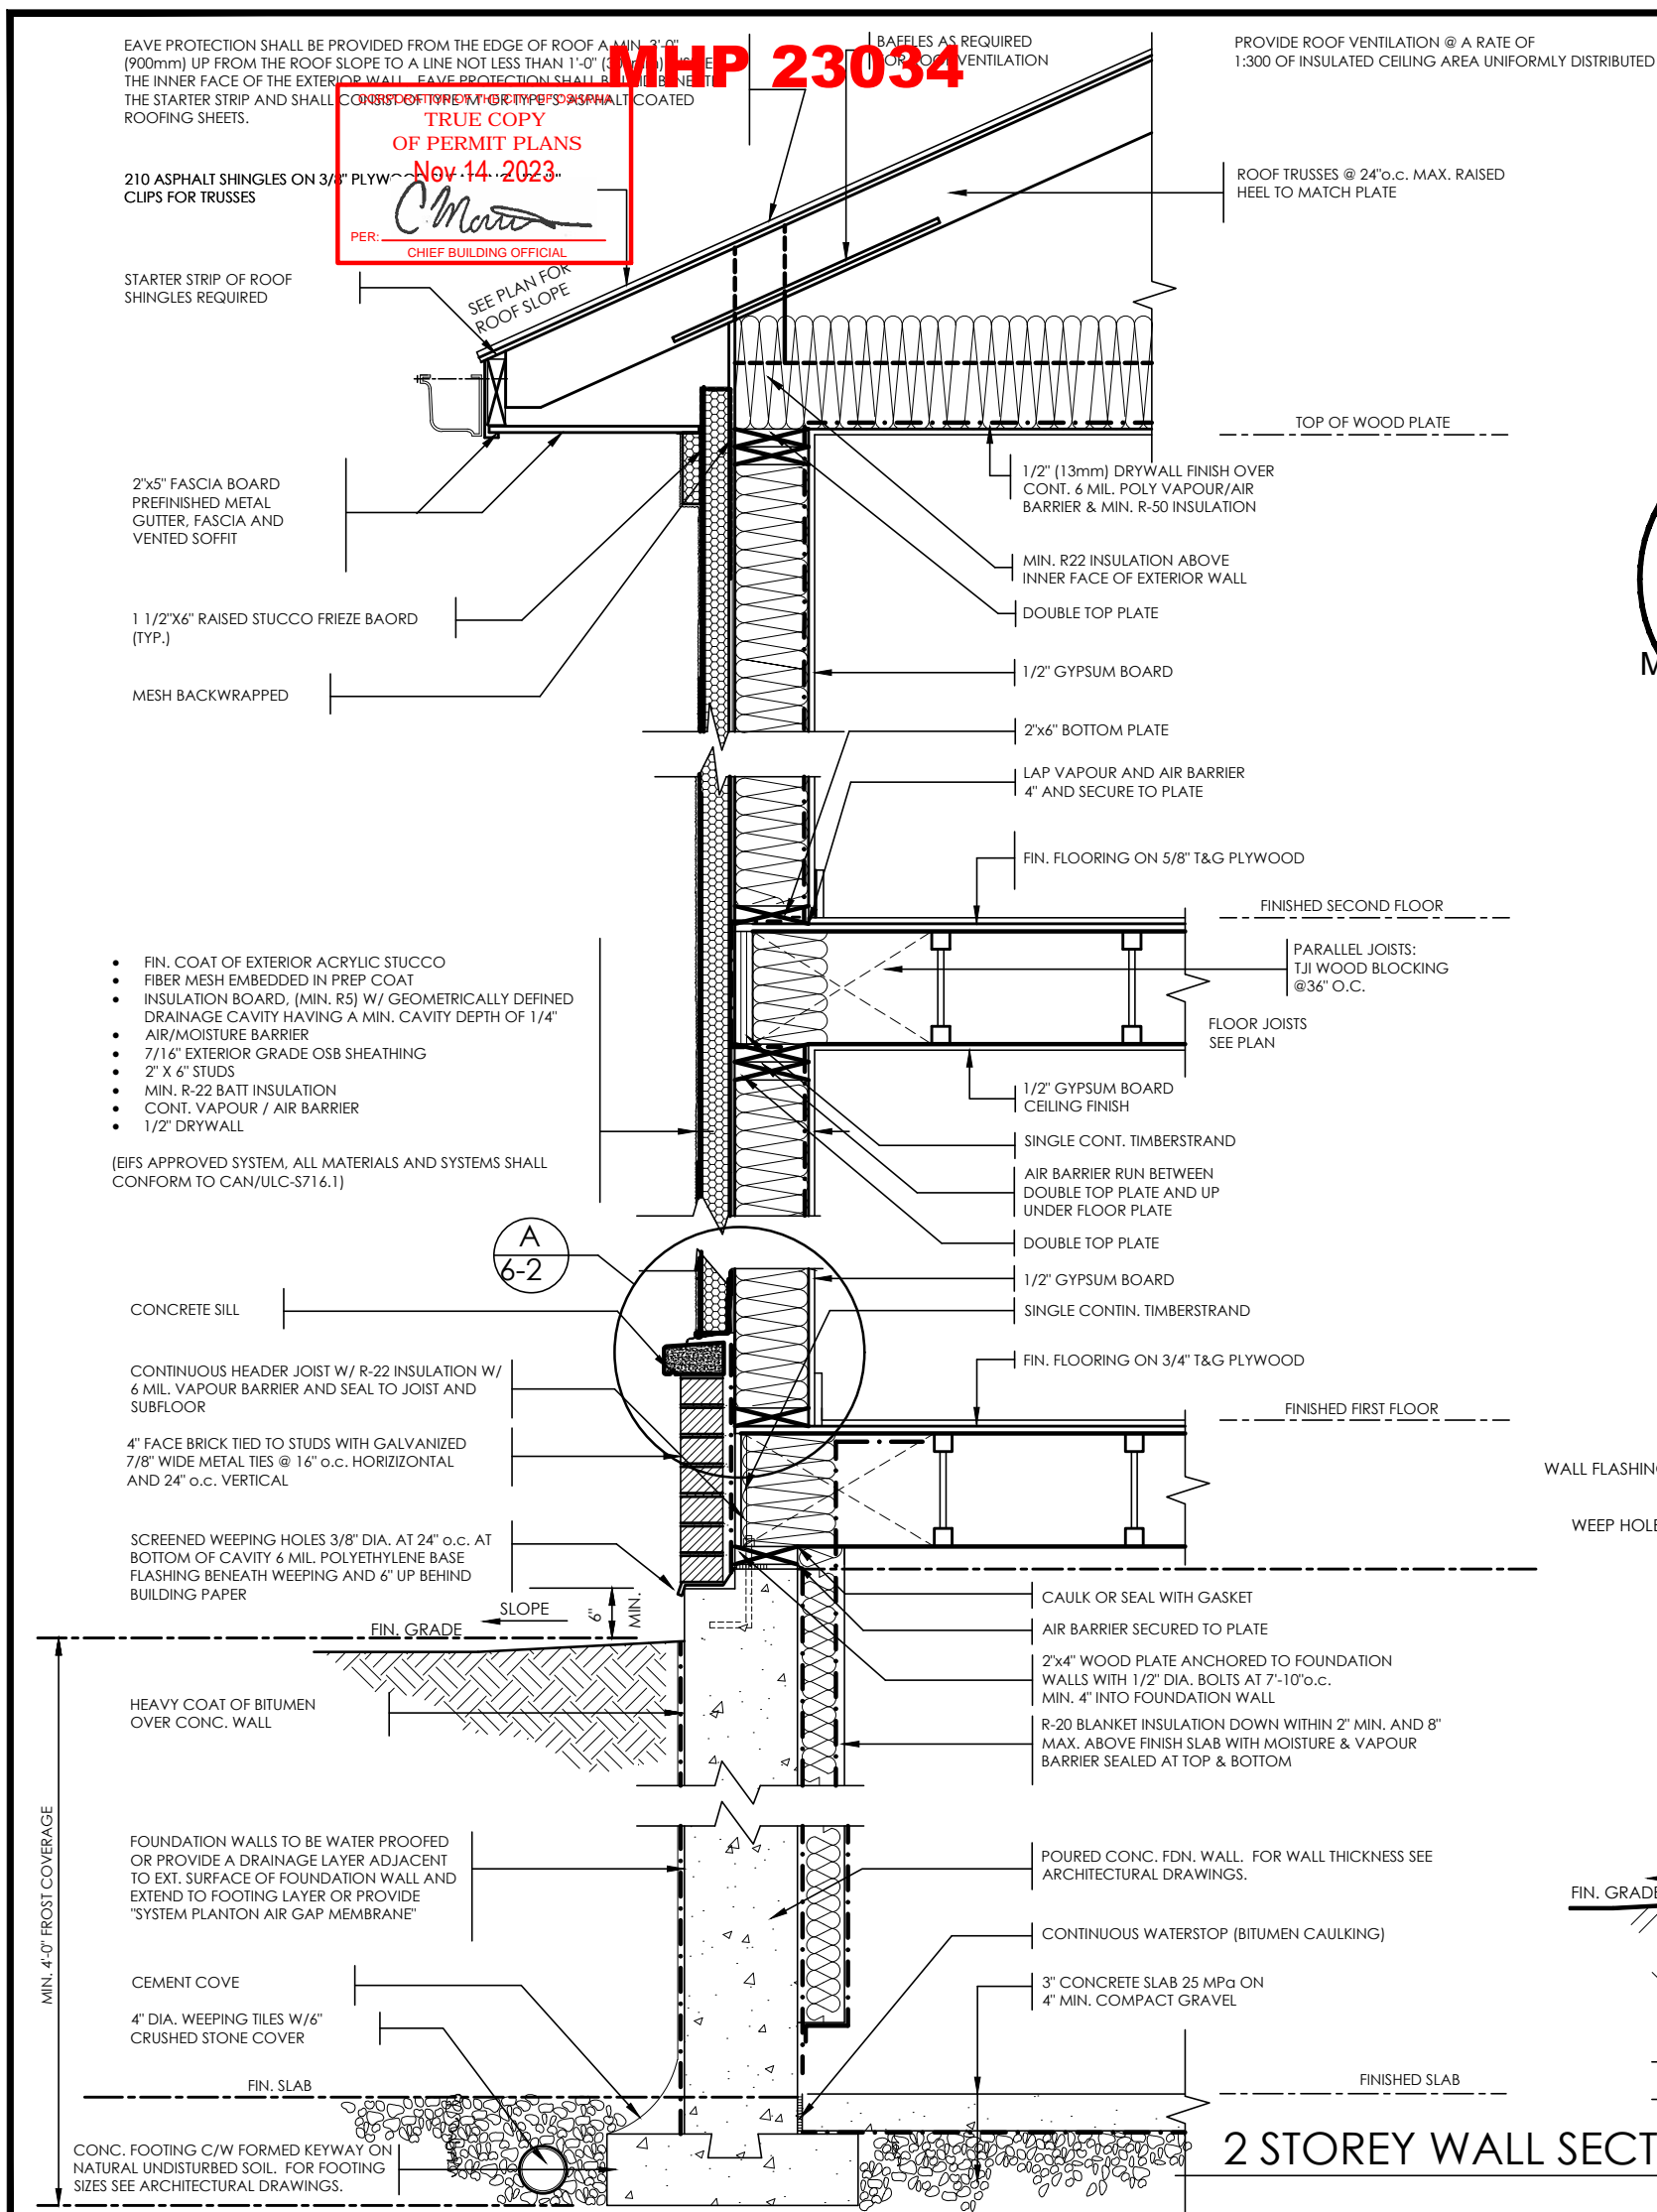 MHP 23034
EAVE PROTECTION SHALL BE PROVIDED FROM THE EDGE OF ROOF A MIN. 3'-0"
(900mm) UP FROM THE ROOF SLOPE TO A LINE NOT LESS THAN 1'-0"
THE INNER FACE OF THE EXTERIOR WALL. EAVE PROTECTION SHALL
THE STARTER STRIP AND SHALL CONSIST OF TYPE 'M' OR TYPE 'S' ASPHALT COATED
ROOFING SHEETS.
CORPORATION OF THE CITY OF OSHAWA
TRUE COPY
OF PERMIT PLANS
Nov 14 2023
PER:
CHIEF BUILDING OFFICIAL
210 ASPHALT SHINGLES ON 3/8"
CLIPS FOR TRUSSES
STARTER STRIP OF ROOF
SHINGLES REQUIRED
SEE PLAN FOR
ROOF SLOPE
BAFFLES AS REQUIRED
FOR ROOF VENTILATION
PROVIDE ROOF VENTILATION @ A RATE OF
1:300 OF INSULATED CEILING AREA UNIFORMLY DISTRIBUTED
ROOF TRUSSES @ 24"o.c. MAX. RAISED
HEEL TO MATCH PLATE
TOP OF WOOD PLATE
2"x5" FASCIA BOARD
PREFINISHED METAL
GUTTER, FASCIA AND
VENTED SOFFIT
1/2" (13mm) DRYWALL FINISH OVER
CONT. 6 MIL. POLY VAPOUR/AIR
BARRIER & MIN. R-50 INSULATION
MIN. R22 INSULATION ABOVE
INNER FACE OF EXTERIOR WALL
DOUBLE TOP PLATE
1 1/2"X6" RAISED STUCCO FRIEZE BAORD
(TYP.)
MESH BACKWRAPPED
1/2" GYPSUM BOARD
M
2"x6" BOTTOM PLATE
LAP VAPOUR AND AIR BARRIER
4" AND SECURE TO PLATE
FIN. FLOORING ON 5/8" T&G PLYWOOD
FINISHED SECOND FLOOR
PARALLEL JOISTS:
TJI WOOD BLOCKING
@36" O.C.
FLOOR JOISTS
SEE PLAN
• FIN. COAT OF EXTERIOR ACRYLIC STUCCO
• FIBER MESH EMBEDDED IN PREP COAT
• INSULATION BOARD, (MIN. R5) W/ GEOMETRICALLY DEFINED
DRAINAGE CAVITY HAVING A MIN. CAVITY DEPTH OF 1/4"
• AIR/MOISTURE BARRIER
• 7/16" EXTERIOR GRADE OSB SHEATHING
• 2" X 6" STUDS
• MIN. R-22 BATT INSULATION
• CONT. VAPOUR / AIR BARRIER
• 1/2" DRYWALL
(EIFS APPROVED SYSTEM, ALL MATERIALS AND SYSTEMS SHALL
CONFORM TO CAN/ULC-S716.1)
1/2" GYPSUM BOARD
CEILING FINISH
SINGLE CONT. TIMBERSTRAND
AIR BARRIER RUN BETWEEN
DOUBLE TOP PLATE AND UP
UNDER FLOOR PLATE
DOUBLE TOP PLATE
A
6-2
1/2" GYPSUM BOARD
CONCRETE SILL
SINGLE CONTIN. TIMBERSTRAND
FIN. FLOORING ON 3/4" T&G PLYWOOD
CONTINUOUS HEADER JOIST W/ R-22 INSULATION W/
6 MIL. VAPOUR BARRIER AND SEAL TO JOIST AND
SUBFLOOR
FINISHED FIRST FLOOR
4" FACE BRICK TIED TO STUDS WITH GALVANIZED
7/8" WIDE METAL TIES @ 16" o.c. HORIZIZONTAL
AND 24" o.c. VERTICAL
WALL FLASHING
WEEP HOLE
SCREENED WEEPING HOLES 3/8" DIA. AT 24" o.c. AT
BOTTOM OF CAVITY 6 MIL. POLYETHYLENE BASE
FLASHING BENEATH WEEPING AND 6" UP BEHIND
BUILDING PAPER
SLOPE
6"
MIN.
FIN. GRADE
CAULK OR SEAL WITH GASKET
AIR BARRIER SECURED TO PLATE
2"x4" WOOD PLATE ANCHORED TO FOUNDATION
WALLS WITH 1/2" DIA. BOLTS AT 7'-10"o.c.
MIN. 4" INTO FOUNDATION WALL
HEAVY COAT OF BITUMEN
OVER CONC. WALL
R-20 BLANKET INSULATION DOWN WITHIN 2" MIN. AND 8"
MAX. ABOVE FINISH SLAB WITH MOISTURE & VAPOUR
BARRIER SEALED AT TOP & BOTTOM
MIN. 4'-0" FROST COVERAGE
FOUNDATION WALLS TO BE WATER PROOFED
OR PROVIDE A DRAINAGE LAYER ADJACENT
TO EXT. SURFACE OF FOUNDATION WALL AND
EXTEND TO FOOTING LAYER OR PROVIDE
"SYSTEM PLANTON AIR GAP MEMBRANE"
POURED CONC. FDN. WALL. FOR WALL THICKNESS SEE
ARCHITECTURAL DRAWINGS.
FIN. GRADE
CONTINUOUS WATERSTOP (BITUMEN CAULKING)
CEMENT COVE
3" CONCRETE SLAB 25 MPa ON
4" MIN. COMPACT GRAVEL
4" DIA. WEEPING TILES W/6"
CRUSHED STONE COVER
FIN. SLAB
FINISHED SLAB
CONC. FOOTING C/W FORMED KEYWAY ON
NATURAL UNDISTURBED SOIL. FOR FOOTING
SIZES SEE ARCHITECTURAL DRAWINGS.
2 STOREY WALL SECT